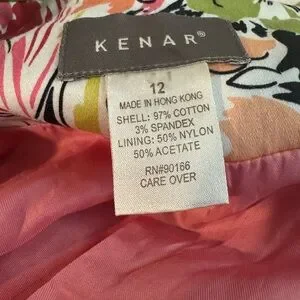 KENAR®
12
MADE IN HONG KONG
SHELL: 97% COTTON
3% SPANDEX
LINING: 50% NYLON
50% ACETATE
RN#90166
CARE OVER